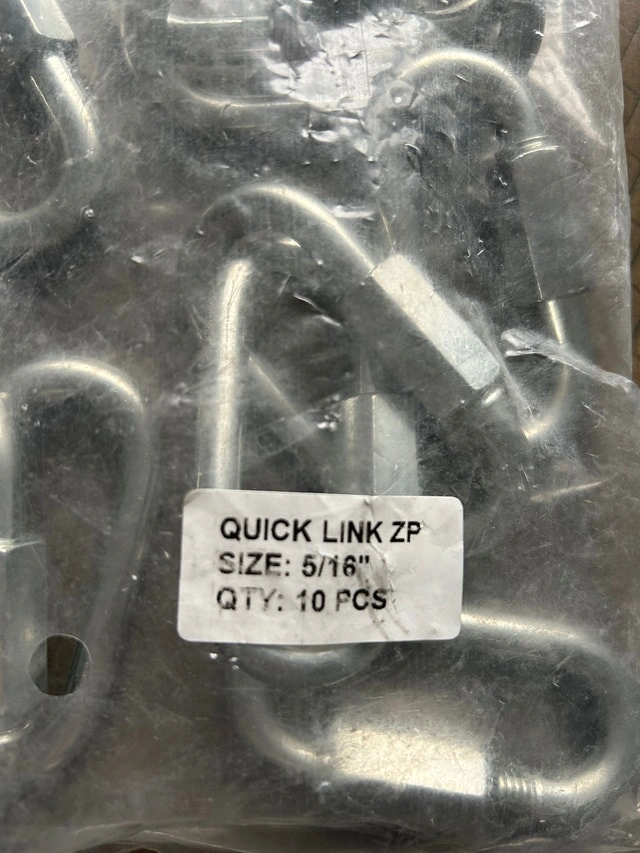 QUICK LINK ZP
SIZE: 5/16"
QTY: 10 PCS